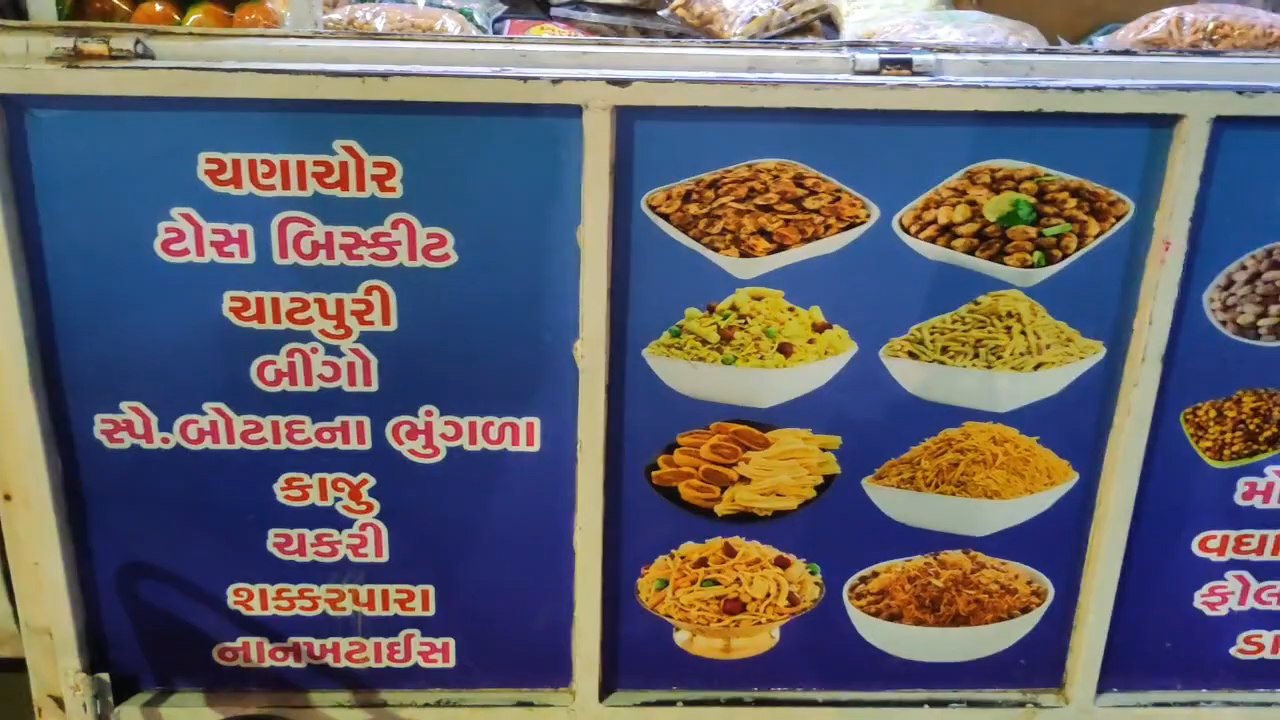 ચણાચોર
ટોસ બિસ્કીટ
ચાટપુરી
બીંગો
સ્પે.બોટાદના ભુંગળા
કાજુ
ચકરી
શક્કરપારા
નાનખટાઈસ